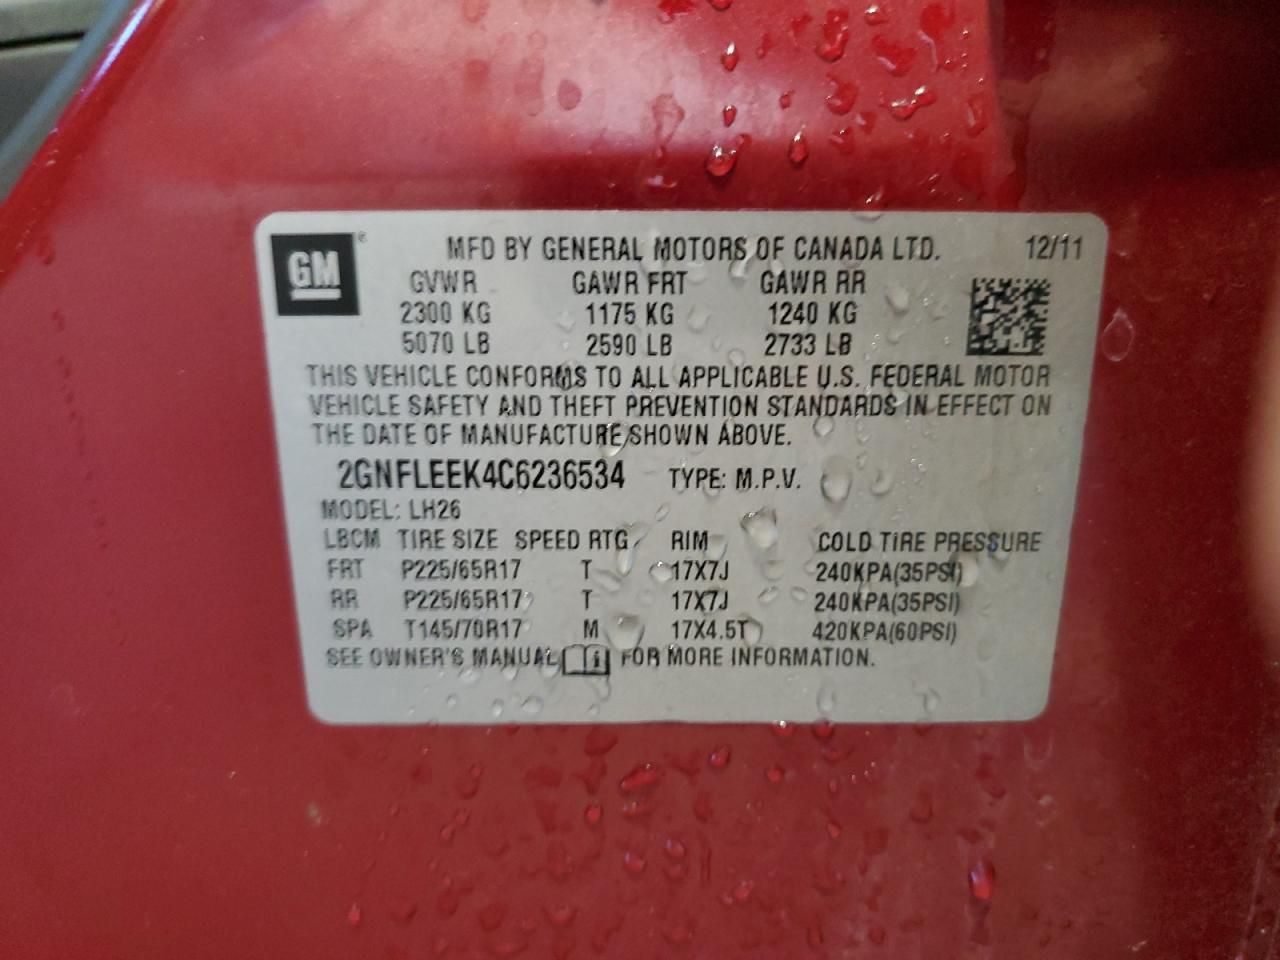 GM ® MFD BY GENERAL MOTORS OF CANADA LTD. 12/11
GVWR GAWR FRT GAWR RR
2300 KG 1175 KG 1240 KG
5070 LB 2590 LB 2733 LB
THIS VEHICLE CONFORMS TO ALL APPLICABLE U.S. FEDERAL MOTOR
VEHICLE SAFETY AND THEFT PREVENTION STANDARDS IN EFFECT ON
THE DATE OF MANUFACTURE SHOWN ABOVE.
2GNFLEEK4C6236534 TYPE: M.P.V.
MODEL: LH26
LBCM TIRE SIZE SPEED RTG RIM COLD TIRE PRESSURE
FRT P225/65R17 T 17X7J 240KPA(35PSI)
RR P225/65R17 T 17X7J 240KPA(35PSI)
SPA T145/70R17 M 17X4.5T 420KPA(60PSI)
SEE OWNER'S MANUAL i FOR MORE INFORMATION.